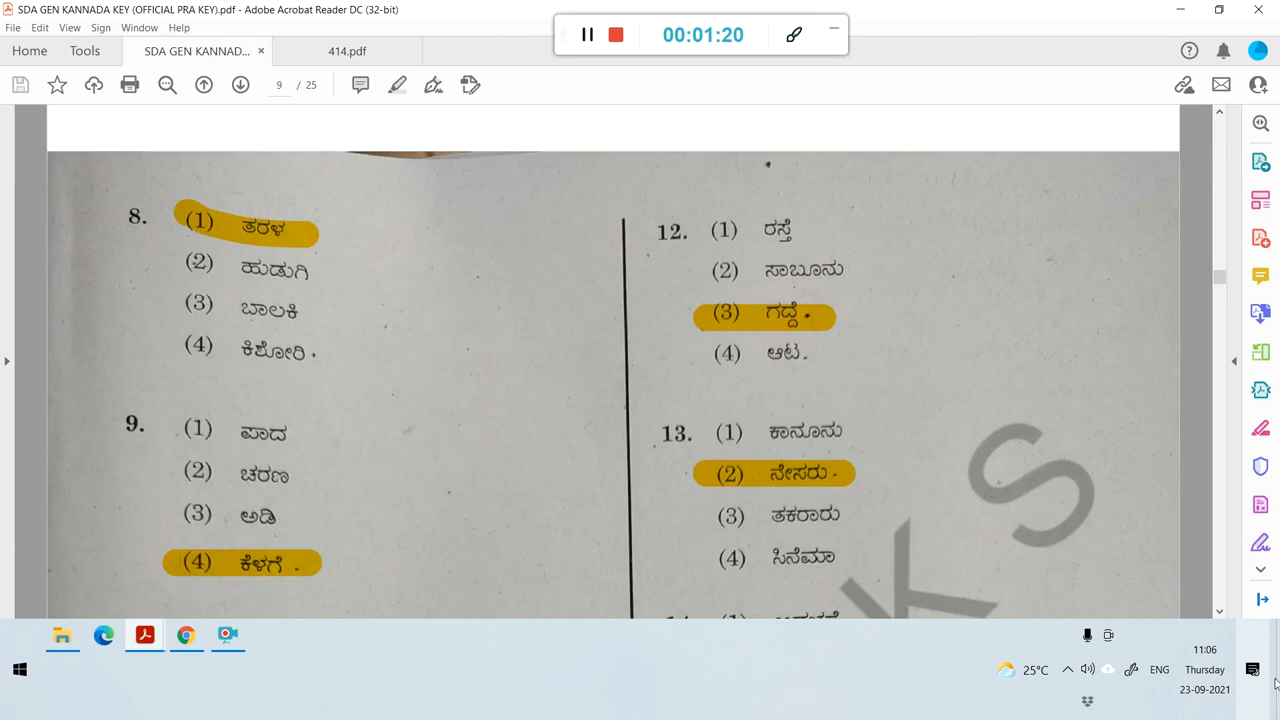 SDA GEN KANNADA KEY (OFFICIAL PRA KEY).pdf - Adobe Acrobat Reader DC (32-bit)
File Edit View Sign Window Help
00:01:20
Home Tools SDA GEN KANNAD... × 414.pdf
9 / 25
8. (1) ತರಳ
(2) ಹುಡುಗಿ
(3) ಬಾಲಕಿ
(4) ಕಿಶೋರಿ.
9. (1) ಪಾದ
(2) ಚರಣ
(3) ಅಡಿ
(4) ಕೆಳಗೆ.
12. (1) ರಸ್ತೆ
(2) ಸಾಬೂನು
(3) ಗದ್ದೆ.
(4) ಆಟ.
13. (1) ಕಾನೂನು
(2) ನೇಸರು.
(3) ತಕರಾರು
(4) ಸಿನೆಮಾ
K S
25°C ENG
11:06
Thursday
23-09-2021